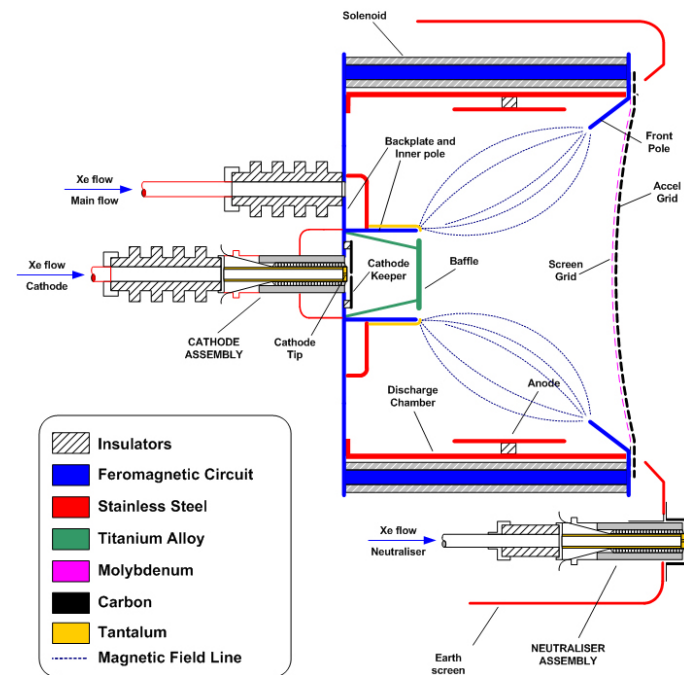 Solenoid
Backplate and
Inner pole
Front
Pole
Xe flow
Main flow
Accel
Grid
Screen
Grid
Xe flow
Cathode
Cathode
Keeper
Baffle
CATHODE
ASSEMBLY
Cathode
Tip
Discharge
Chamber
Anode
Insulators
Feromagnetic Circuit
Stainless Steel
Titanium Alloy
Molybdenum
Carbon
Tantalum
Magnetic Field Line
Xe flow
Neutraliser
Earth
screen
NEUTRALISER
ASSEMBLY